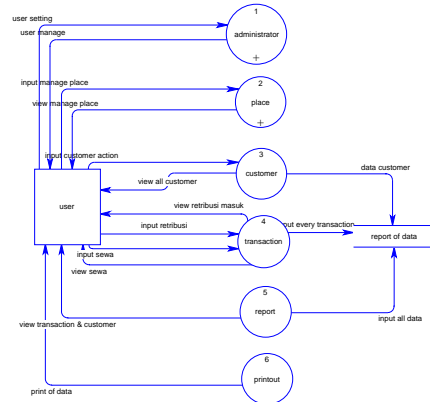 user setting
1
user manage
administrator
+
input manage place
2
view manage place
place
+
input customer action
3
customer
view all customer
data customer
user
view retribusi masuk
4
input retribusi
put every transaction
transaction
report of data
input sewa
view sewa
5
report
view transaction & customer
input all data
6
printout
print of data